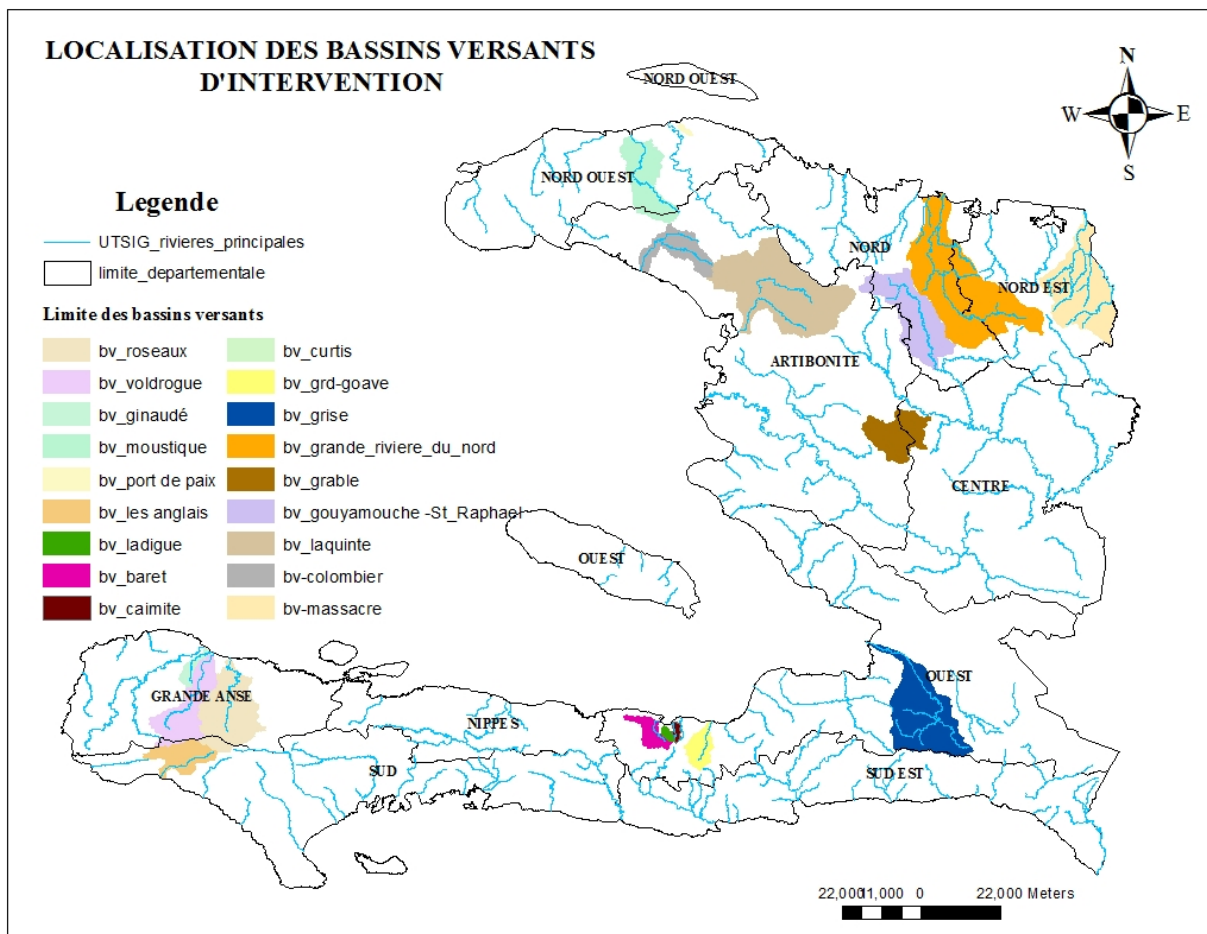 LOCALISATION DES BASSINS VERSANTS
D'INTERVENTION
N
W E
S
Legende
UTSIG_rivieres_principales
limite_departementale
Limite des bassins versants
bv_roseaux
bv_voldrogue
bv_ginaudé
bv_moustique
bv_port de paix
bv_les anglais
bv_ladigue
bv_baret
bv_caimite
bv_curtis
bv_grd-goave
bv_grise
bv_grande_riviere_du_nord
bv_grable
bv_gouyamouche -St_Raphael
bv_laquinte
bv-colombier
bv-massacre
NORD OUEST
NORD OUEST
NORD
NORD EST
ARTIBONITE
CENTRE
OUEST
OUEST
GRANDE ANSE
NIPPES
SUD
SUD EST
22,000 11,000 0 22,000 Meters